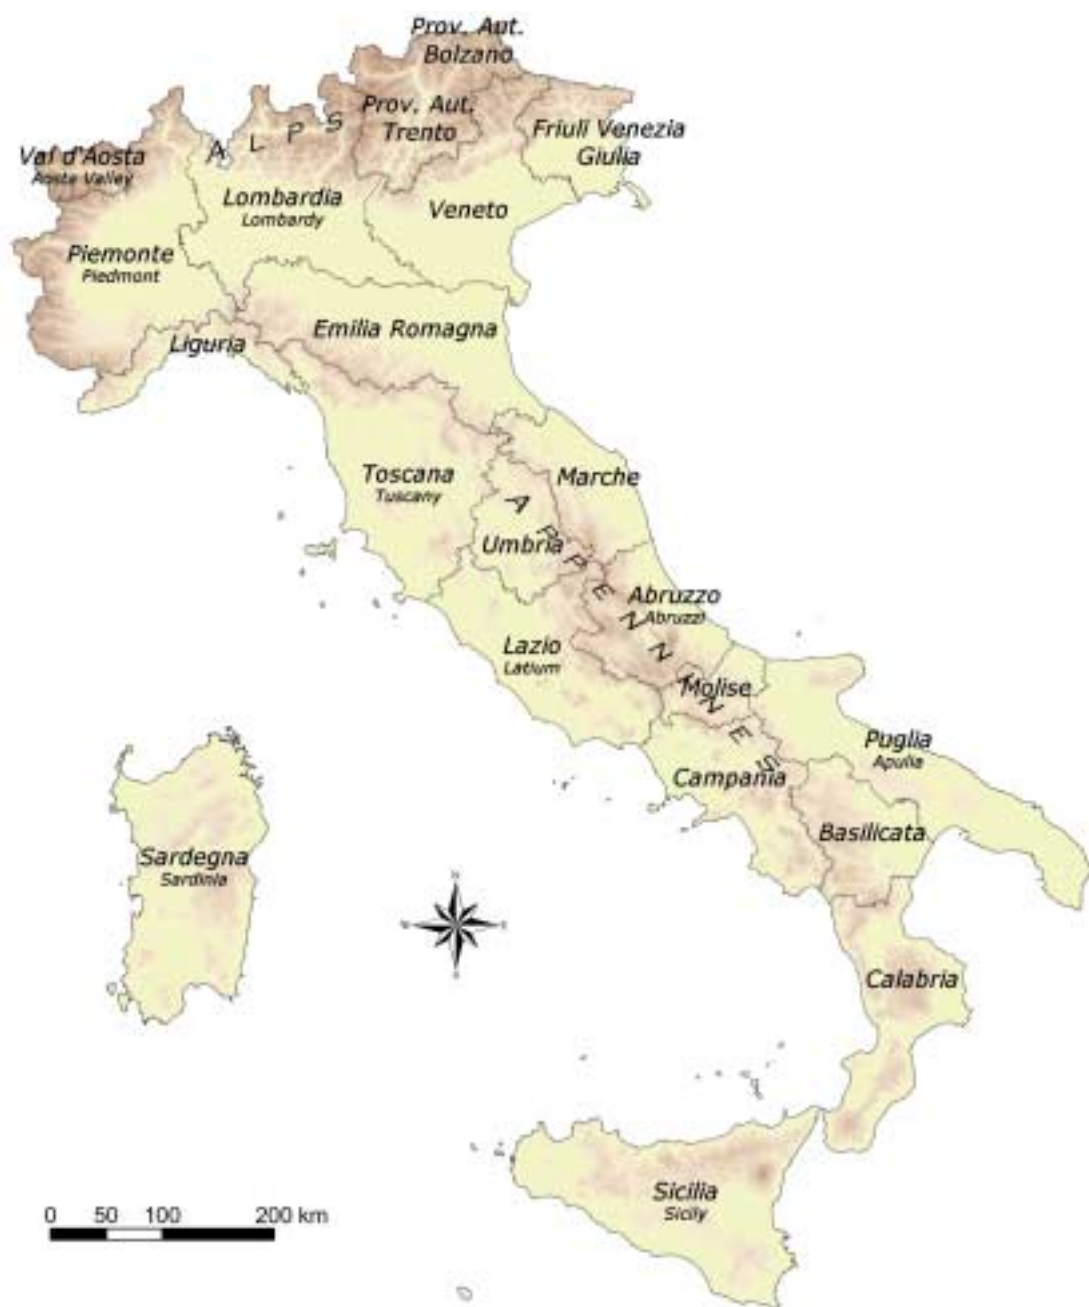 Prov. Aut.
Bolzano
Prov. Aut.
Trento
ALPS
Friuli Venezia
Giulia
Val d'Aosta
Aosta Valley
Lombardia
Lombardy
Veneto
Piemonte
Piedmont
Emilia Romagna
Liguria
Toscana
Tuscany
Marche
APPENNINES
Umbria
Abruzzo
Abruzzi
Lazio
Latium
Molise
Puglia
Apulia
Campania
Basilicata
Sardegna
Sardinia
N
W
E
S
Calabria
Sicilia
Sicily
0 50 100 200 km